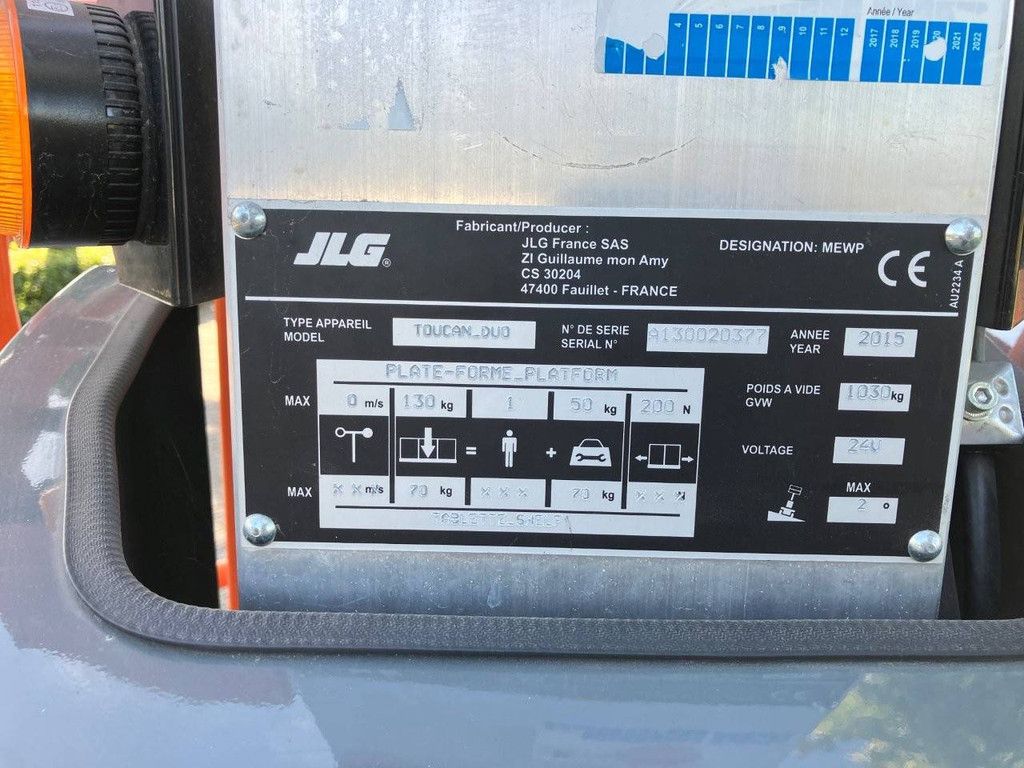 Année / Year
4 5 6 7 8 9 10 11 12 2017 2018 2019 2020 2021 2022
JLG®
Fabricant/Producer :
JLG France SAS
ZI Guillaume mon Amy
CS 30204
47400 Fauillet - FRANCE
DESIGNATION: MEWP
CE
AU2234 A
TYPE APPAREIL
MODEL
TOUCAN_DUO
N° DE SERIE
SERIAL N°
A130020377
ANNEE
YEAR
2015
PLATE-FORME_PLATFORM
MAX 0 m/s 130 kg 1 50 kg 200 N
= +
MAX X X m/s 70 kg X X X 70 kg X X X
TABLETTE_SHELF
POIDS A VIDE
GVW
1030 kg
VOLTAGE
24V
MAX
2 °